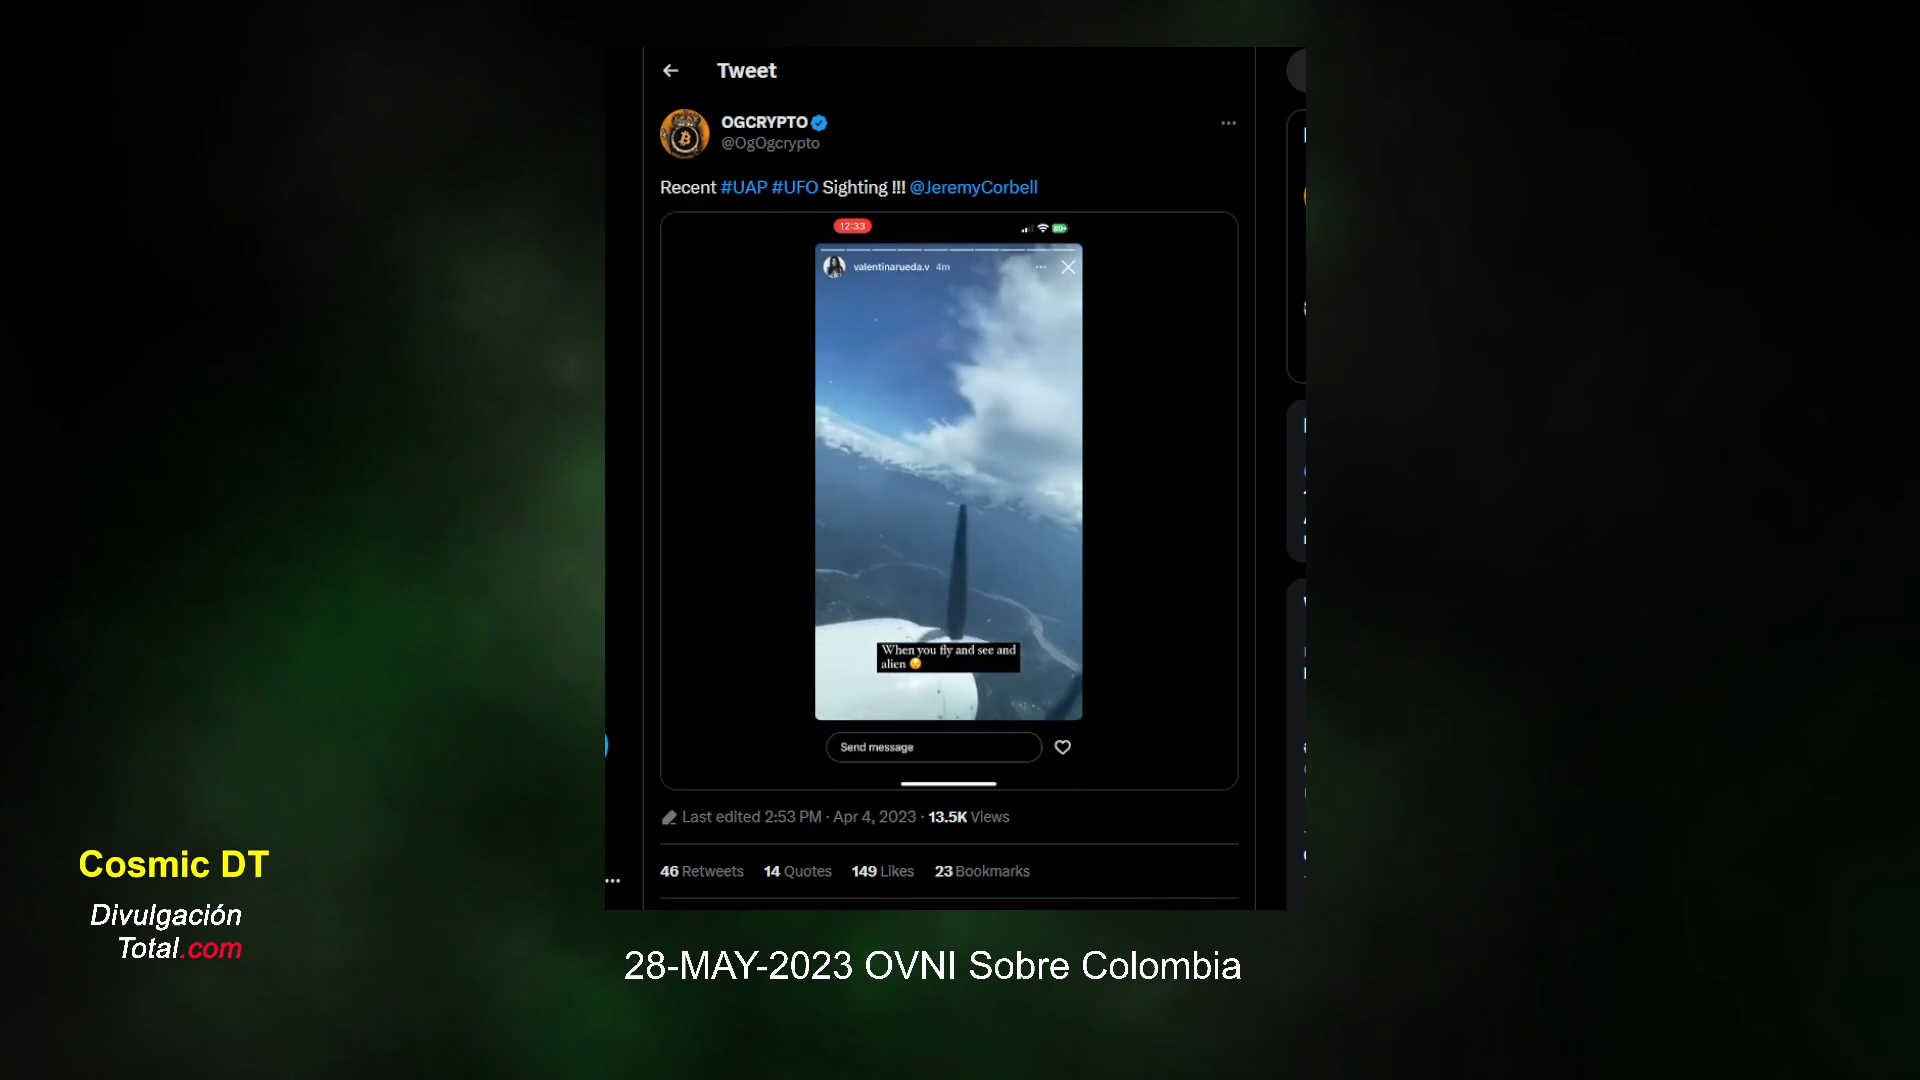 Tweet
OGCRYPTO
@OgOgcrypto
Recent #UAP #UFO Sighting !!! @JeremyCorbell
12:33
valentinarueda.v 4m
When you fly and see and
alien 😯
Send message
Last edited 2:53 PM · Apr 4, 2023 · 13.5K Views
46 Retweets 14 Quotes 149 Likes 23 Bookmarks
Cosmic DT
Divulgación
Total.com
28-MAY-2023 OVNI Sobre Colombia